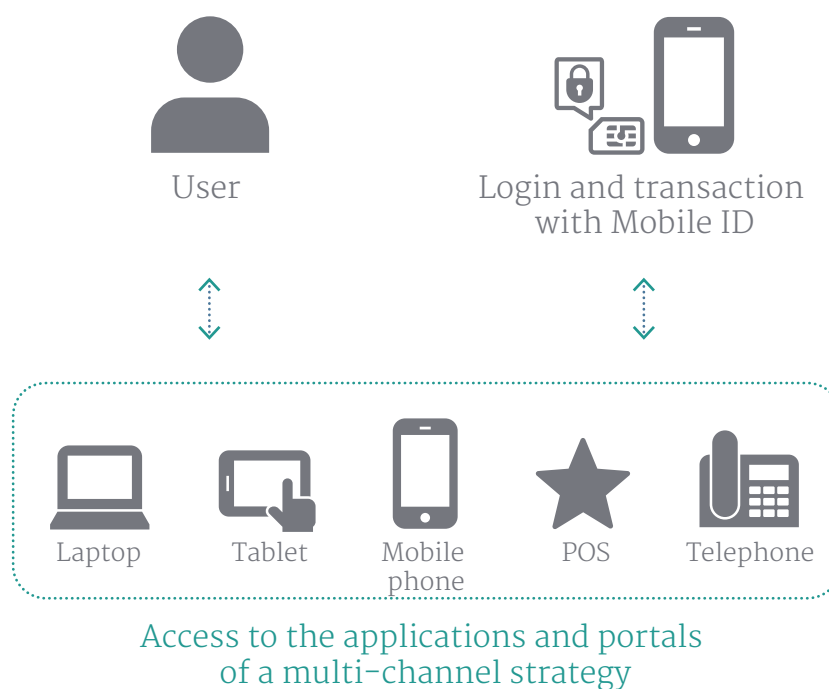 User
Login and transaction
with Mobile ID
Laptop
Tablet
Mobile
phone
POS
Telephone
Access to the applications and portals
of a multi-channel strategy